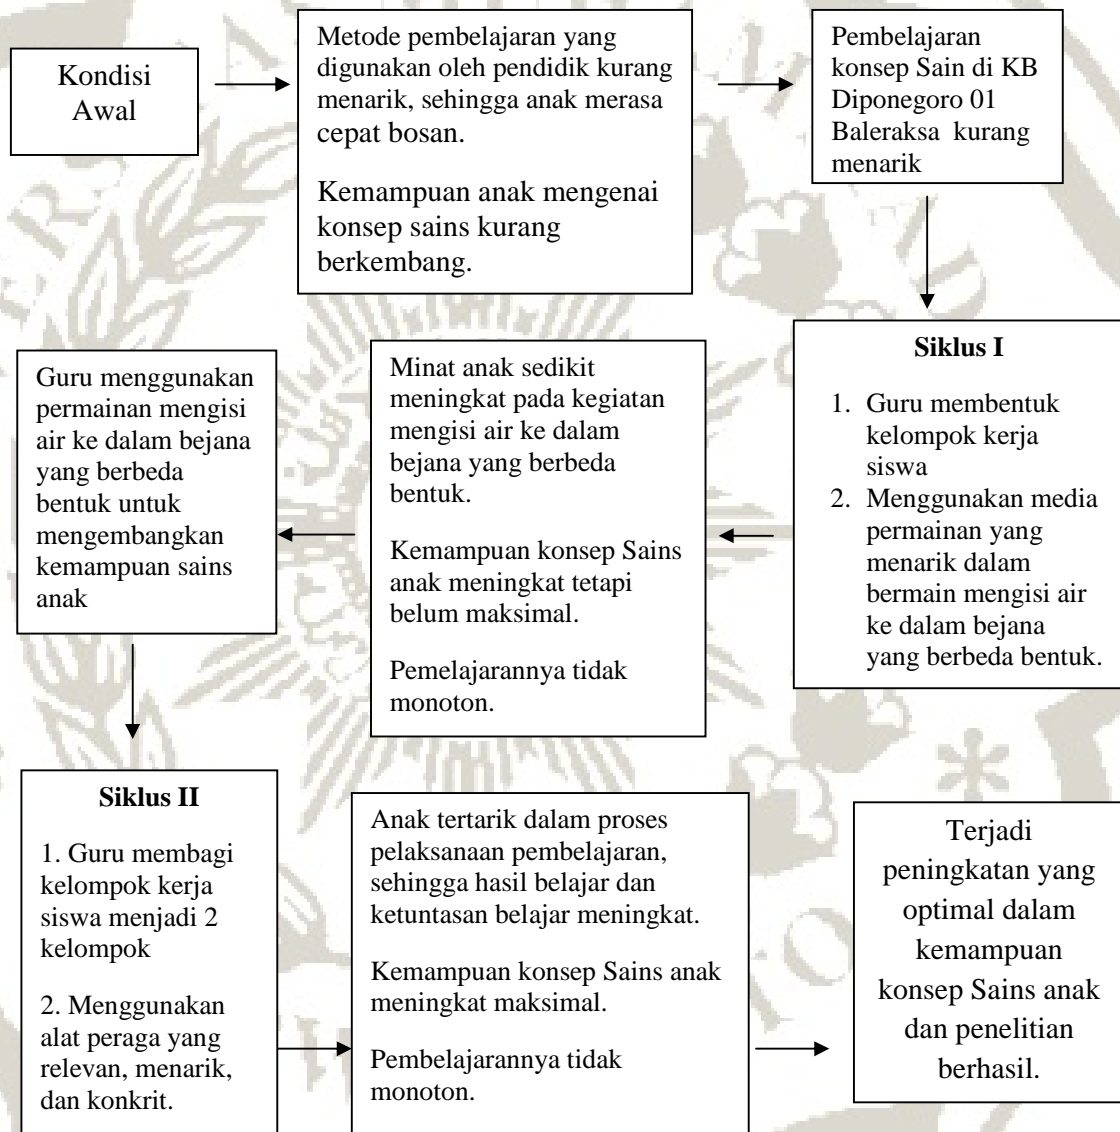 Kondisi
Awal
Metode pembelajaran yang
digunakan oleh pendidik kurang
menarik, sehingga anak merasa
cepat bosan.
Kemampuan anak mengenai
konsep sains kurang
berkembang.
Pembelajaran
konsep Sain di KB
Diponegoro 01
Baleraksa kurang
menarik
Siklus I
1. Guru membentuk
kelompok kerja
siswa
2. Menggunakan media
permainan yang
menarik dalam
bermain mengisi air
ke dalam bejana
yang berbeda bentuk.
Minat anak sedikit
meningkat pada kegiatan
mengisi air ke dalam
bejana yang berbeda
bentuk.
Kemampuan konsep Sains
anak meningkat tetapi
belum maksimal.
Pemelajarannya tidak
monoton.
Guru menggunakan
permainan mengisi
air ke dalam bejana
yang berbeda
bentuk untuk
mengembangkan
kemampuan sains
anak
Siklus II
1. Guru membagi
kelompok kerja
siswa menjadi 2
kelompok
2. Menggunakan
alat peraga yang
relevan, menarik,
dan konkrit.
Anak tertarik dalam proses
pelaksanaan pembelajaran,
sehingga hasil belajar dan
ketuntasan belajar meningkat.
Kemampuan konsep Sains anak
meningkat maksimal.
Pembelajarannya tidak
monoton.
Terjadi
peningkatan yang
optimal dalam
kemampuan
konsep Sains anak
dan penelitian
berhasil.